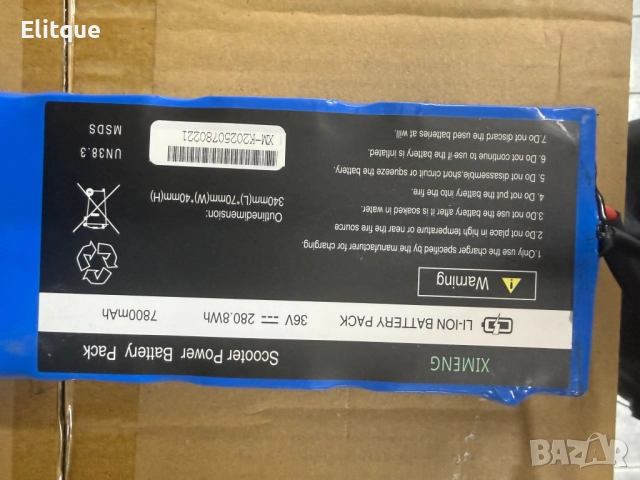 Elitque
XIMENG
Scooter Power Battery Pack
LI-ION BATTERY PACK 36V 280.8Wh 7800mAh
Warning
1.Only use the charger specified by the manufacturer for charging.
2.Do not place in high temperature or near the fire source
3.Do not use after it is soaked in water.
4. Do not put the battery into the fire.
5. Do not disassemble,short circuit or squeeze the battery
6. Do not continue to use if the battery is inflated.
7.Do not discard the used batteries at will.
Outlinedimension:
340mm(L),*70mm(W)*40mm(H)
XM-K20250780221
UN38.3
MSDS
BAZAR